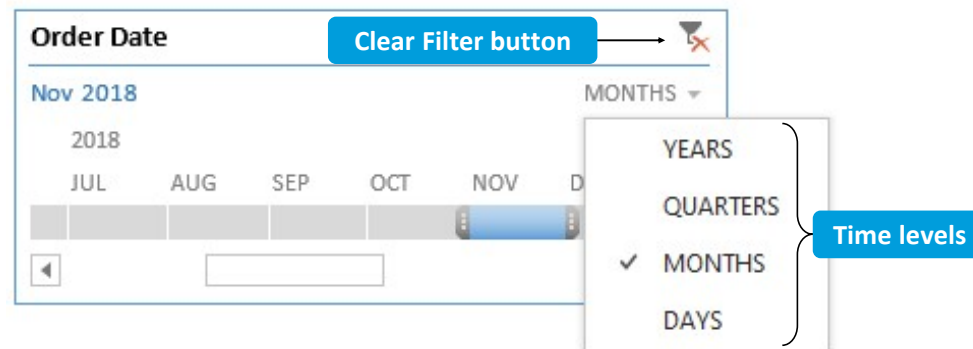 Order Date
Clear Filter button
Nov 2018
MONTHS
2018
JUL AUG SEP OCT NOV D
YEARS
QUARTERS
MONTHS
DAYS
Time levels